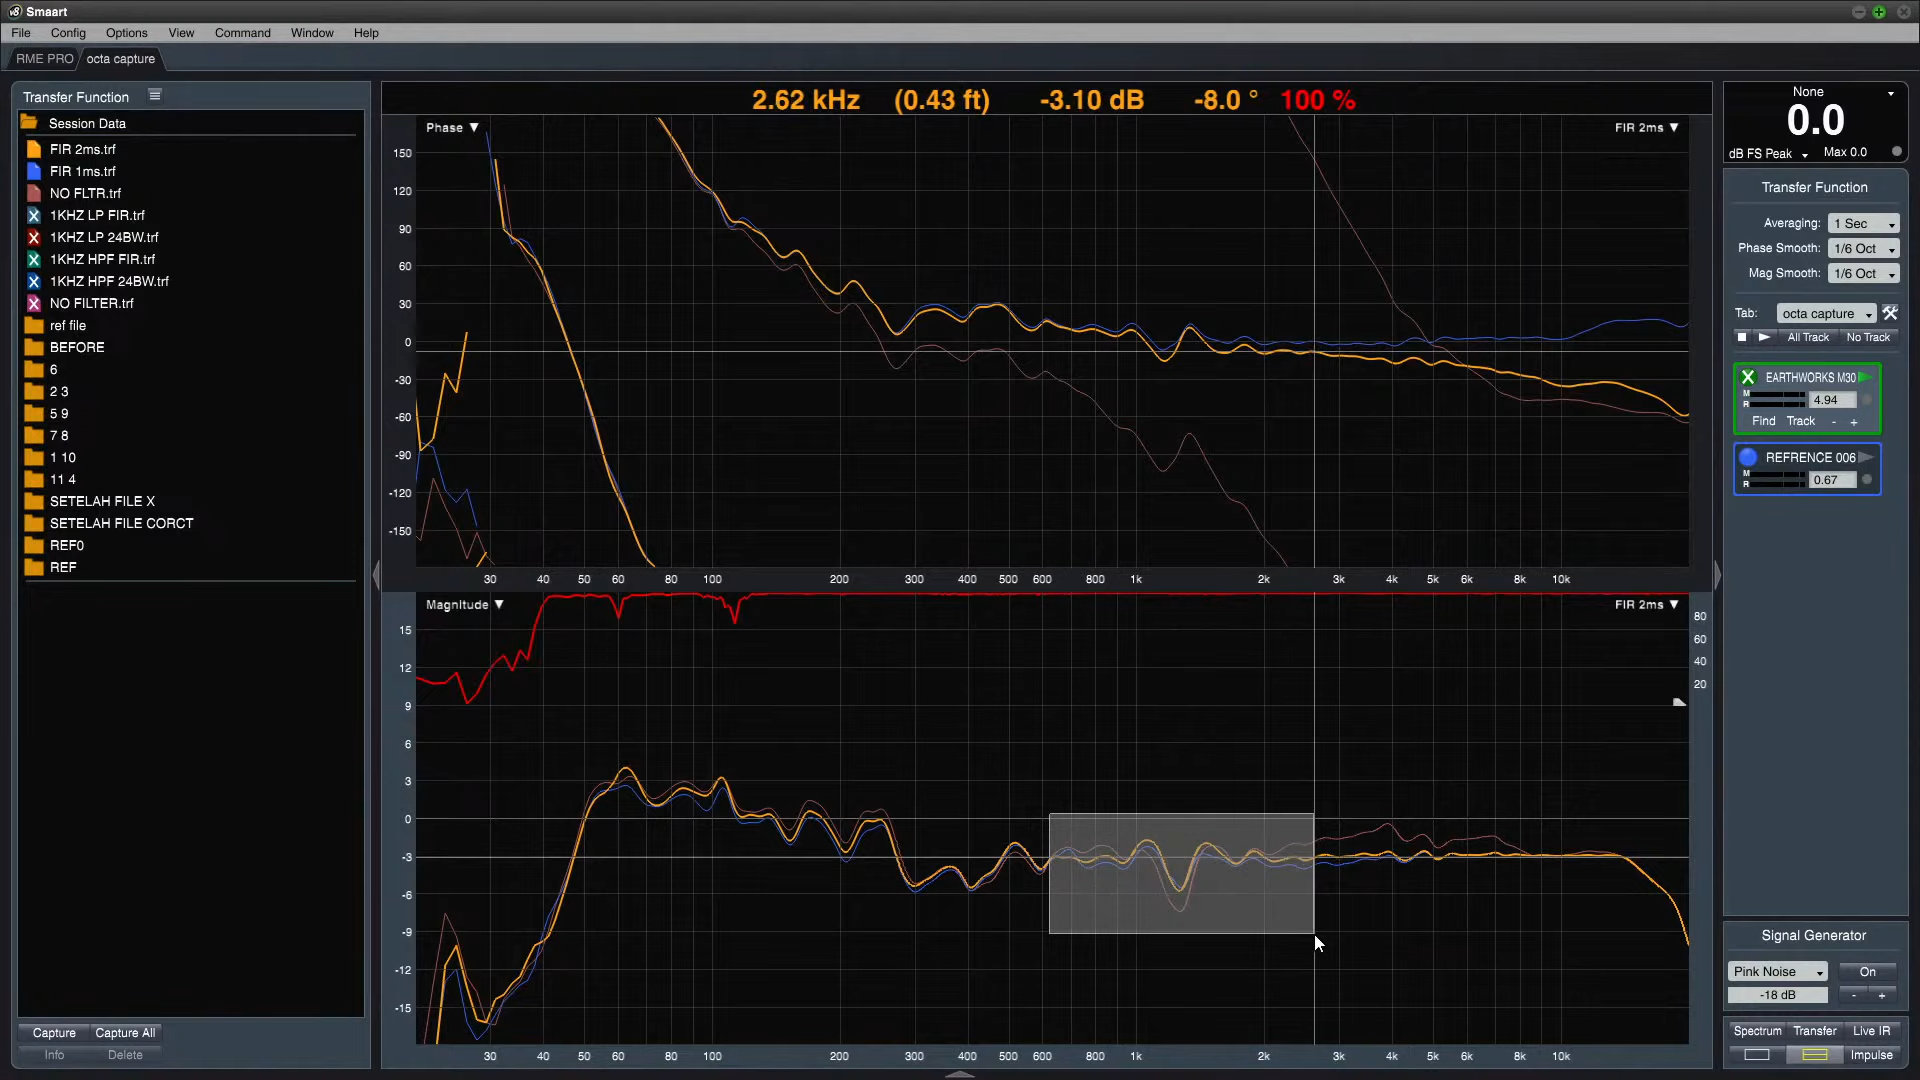 v8 Smaart
File Config Options View Command Window Help
RME PRO octa capture
Transfer Function
Session Data
FIR 2ms.trf
FIR 1ms.trf
NO FLTR.trf
1KHZ LP FIR.trf
1KHZ LP 24BW.trf
1KHZ HPF FIR.trf
1KHZ HPF 24BW.trf
NO FILTER.trf
ref file
BEFORE
6
2 3
5 9
7 8
1 10
11 4
SETELAH FILE X
SETELAH FILE CORCT
REF0
REF
Capture Capture All
Info Delete
2.62 kHz (0.43 ft) -3.10 dB -8.0 ° 100 %
Phase ▼ FIR 2ms ▼
150
120
90
60
30
0
-30
-60
-90
-120
-150
30 40 50 60 80 100 200 300 400 500 600 800 1k 2k 3k 4k 5k 6k 8k 10k
Magnitude ▼ FIR 2ms ▼
15
12
9
6
3
0
-3
-6
-9
-12
-15
80
60
40
20
30 40 50 60 80 100 200 300 400 500 600 800 1k 2k 3k 4k 5k 6k 8k 10k
None
0.0
dB FS Peak Max 0.0
Transfer Function
Averaging: 1 Sec
Phase Smooth: 1/6 Oct
Mag Smooth: 1/6 Oct
Tab: octa capture
All Track No Track
EARTHWORKS M30
M
R 4.94
Find Track - +
REFRENCE 006
M
R 0.67
Signal Generator
Pink Noise On
-18 dB - +
Spectrum Transfer Live IR
Impulse